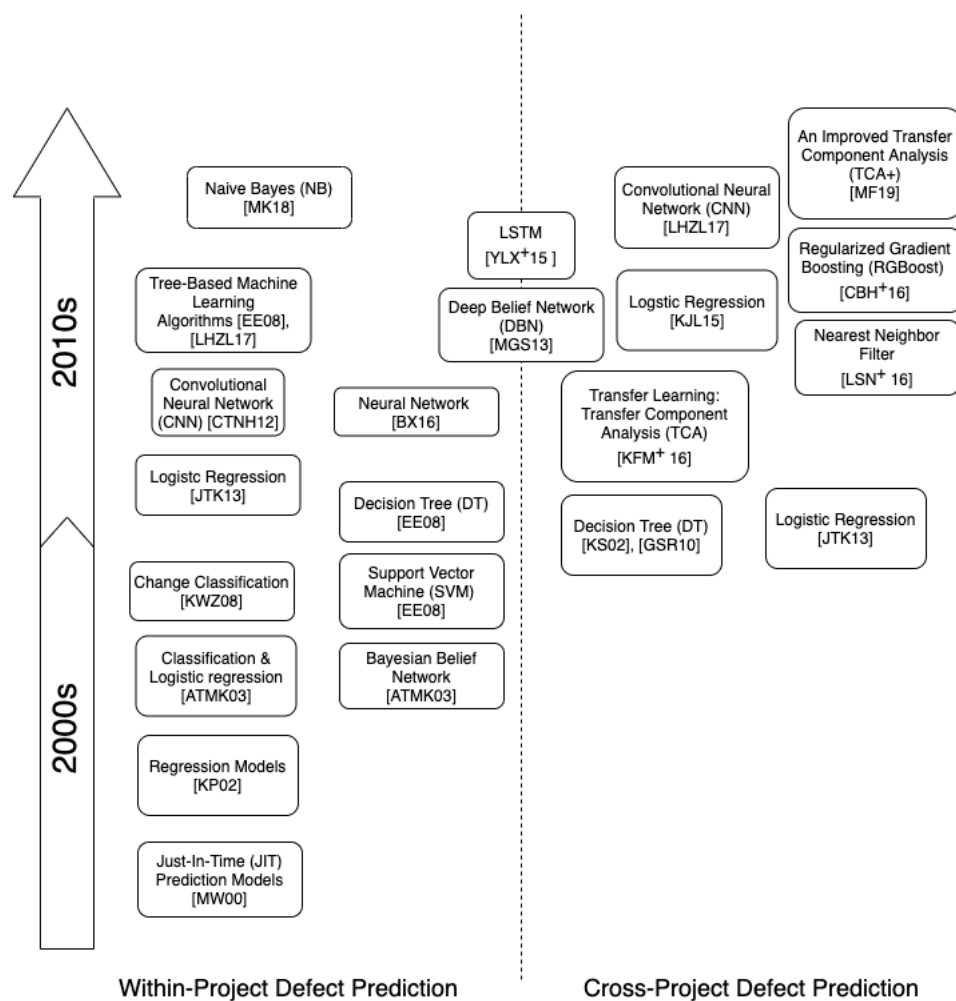 An Improved Transfer
Component Analysis
(TCA+)
[MF19]
Naive Bayes (NB)
[MK18]
Convolutional Neural
Network (CNN)
[LHZL17]
LSTM
[YLX+15 ]
Regularized Gradient
Boosting (RGBoost)
[CBH+16]
Tree-Based Machine
Learning
Algorithms [EE08],
[LHZL17]
Deep Belief Network
(DBN)
[MGS13]
Logstic Regression
[KJL15]
Nearest Neighbor
Filter
[LSN+ 16]
2010s
Convolutional
Neural Network
(CNN) [CTNH12]
Neural Network
[BX16]
Transfer Learning:
Transfer Component
Analysis (TCA)
[KFM+ 16]
Logistc Regression
[JTK13]
Decision Tree (DT)
[EE08]
Decision Tree (DT)
[KS02], [GSR10]
Logistic Regression
[JTK13]
Change Classification
[KWZ08]
Support Vector
Machine (SVM)
[EE08]
2000s
Classification &
Logistic regression
[ATMK03]
Bayesian Belief
Network
[ATMK03]
Regression Models
[KP02]
Just-In-Time (JIT)
Prediction Models
[MW00]
Within-Project Defect Prediction
Cross-Project Defect Prediction